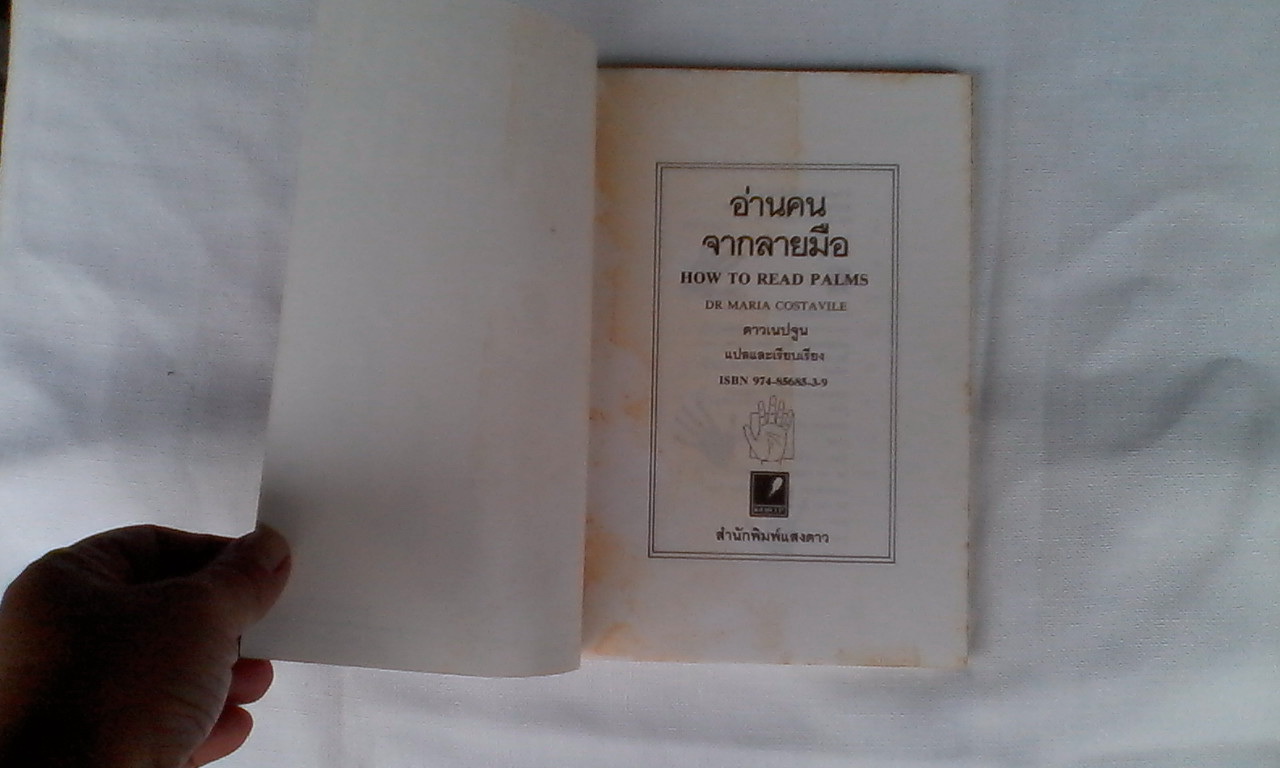 อ่านคน
จากลายมือ
HOW TO READ PALMS
DR MARIA COSTAVILE
ดาวเนปจูน
แปลและเรียบเรียง
ISBN 974-85685-3-9
สำนักพิมพ์แสงดาว